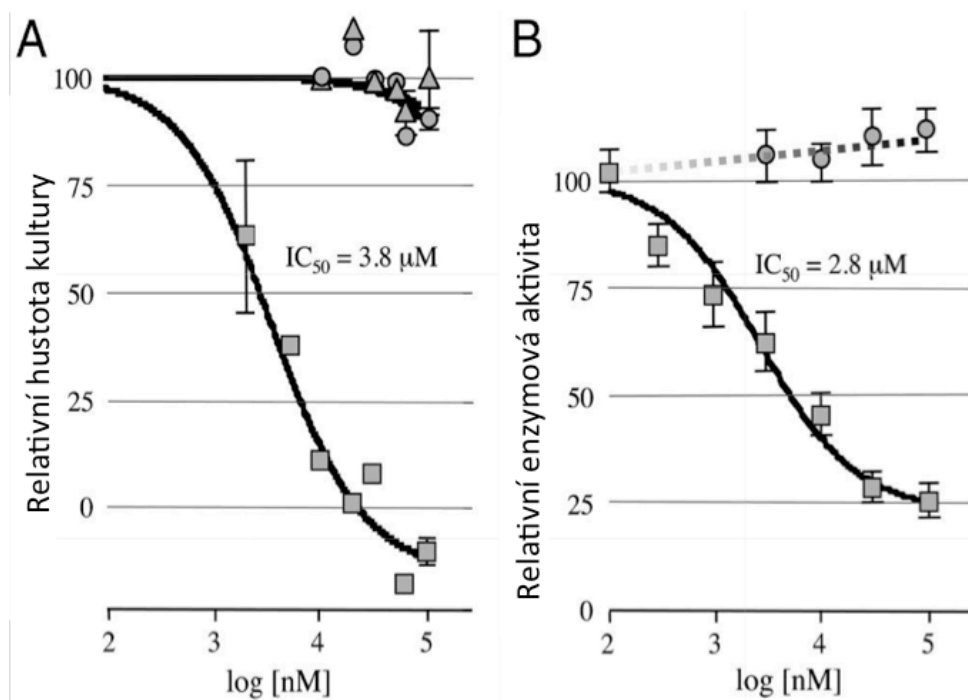 A
Relativní hustota kultury
100
75
50
25
0
IC50 = 3.8 μM
2 3 4 5
log [nM]
B
Relativní enzymová aktivita
100
75
50
25
0
IC50 = 2.8 μM
2 3 4 5
log [nM]